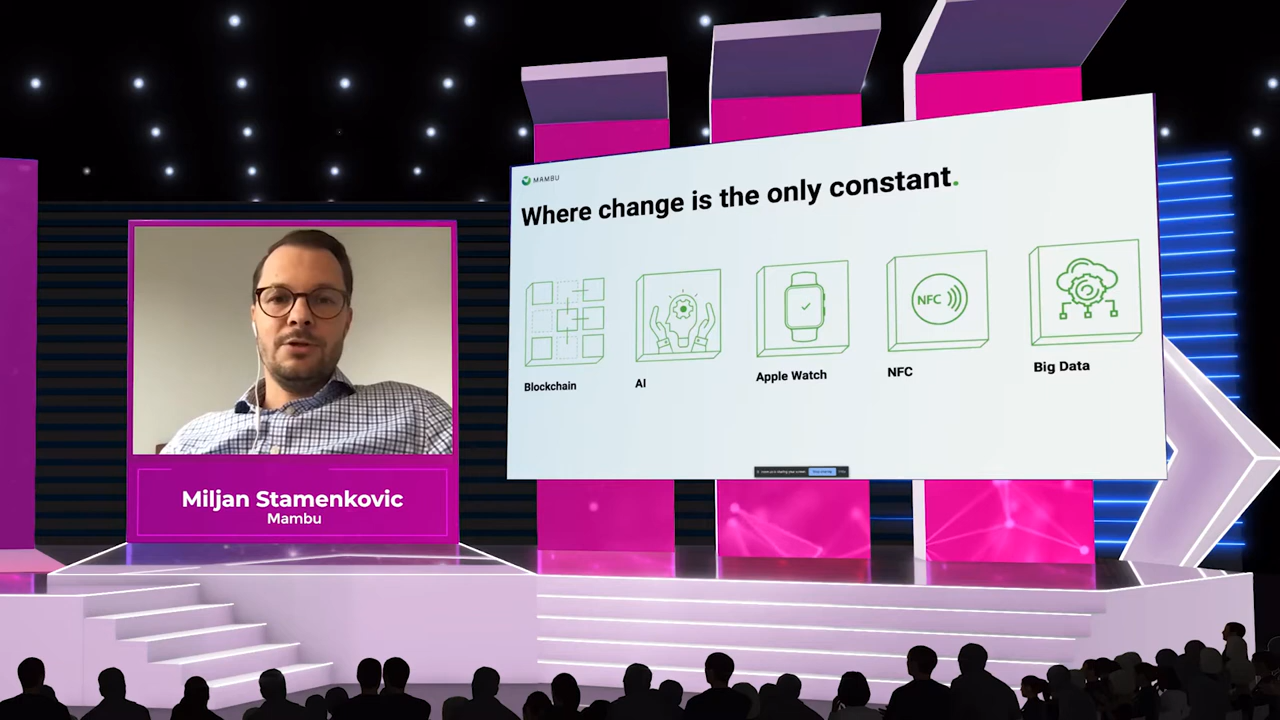 MAMBU
Where change is the only constant.
NFC
Blockchain
AI
Apple Watch
NFC
Big Data
Miljan Stamenkovic
Mambu